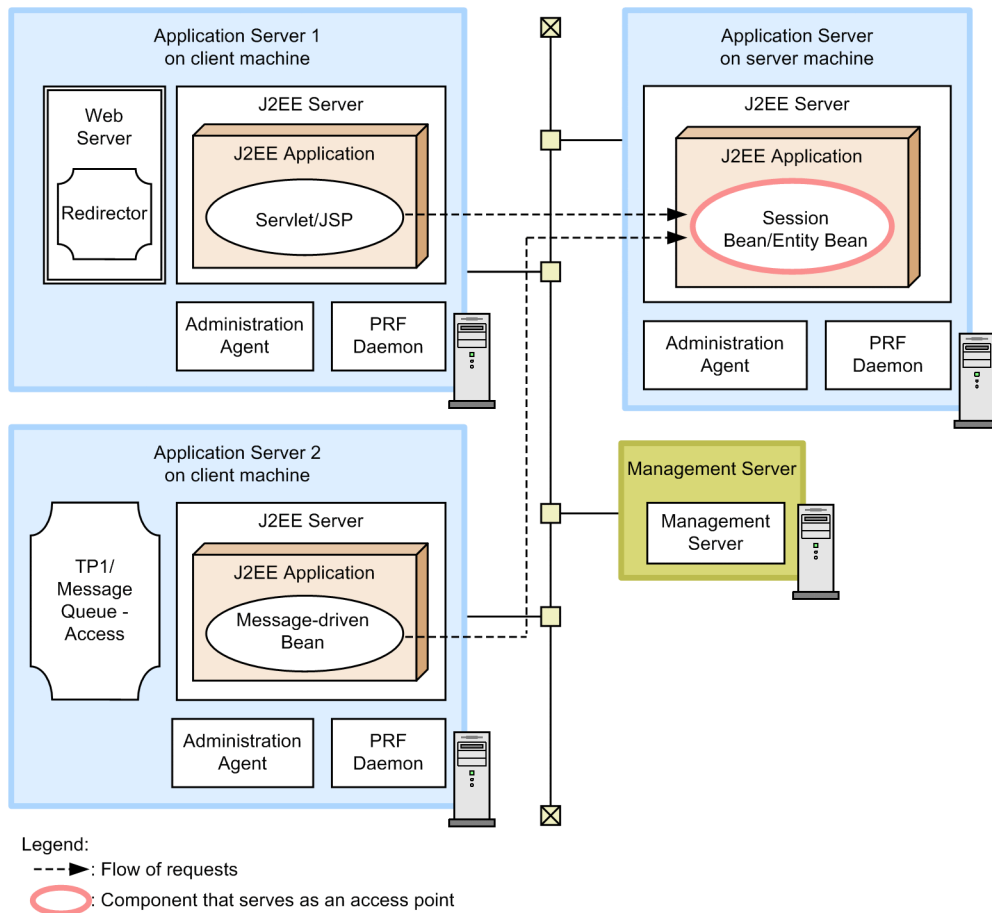 Application Server 1
on client machine
Web
Server
Redirector
J2EE Server
J2EE Application
Servlet/JSP
Administration
Agent
PRF
Daemon
Application Server
on server machine
J2EE Server
J2EE Application
Session
Bean/Entity Bean
Administration
Agent
PRF
Daemon
Application Server 2
on client machine
TP1/
Message
Queue -
Access
J2EE Server
J2EE Application
Message-driven
Bean
Administration
Agent
PRF
Daemon
Management Server
Management
Server
Legend:
: Flow of requests
: Component that serves as an access point